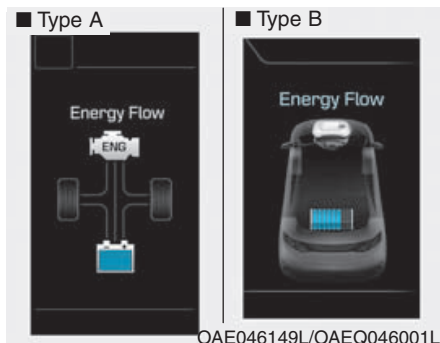 ■ Type A
■ Type B
Energy Flow
ENG
Energy Flow
OAE046149L/OAEQ046001L